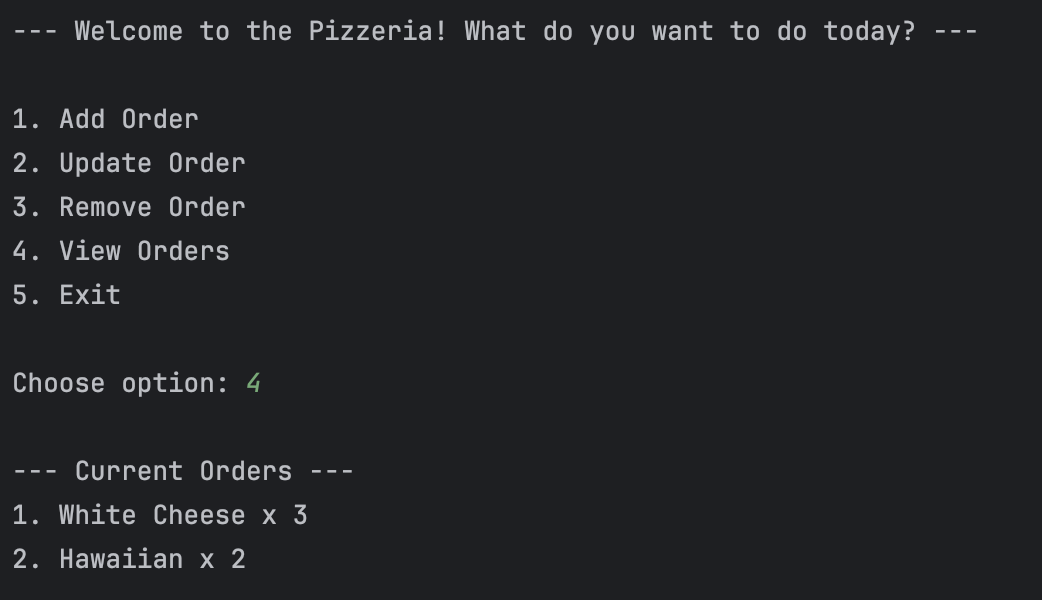 --- Welcome to the Pizzeria! What do you want to do today? ---
1. Add Order
2. Update Order
3. Remove Order
4. View Orders
5. Exit
Choose option: 4
--- Current Orders ---
1. White Cheese x 3
2. Hawaiian x 2